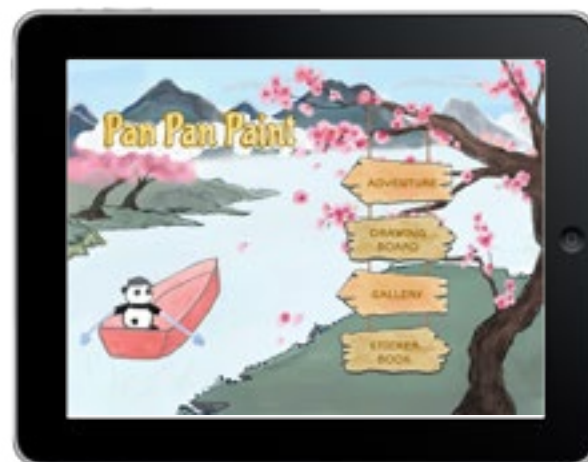 Pan Pan Paint
ADVENTURE
DRAWING
BOARD
GALLERY
STICKER
BOOK